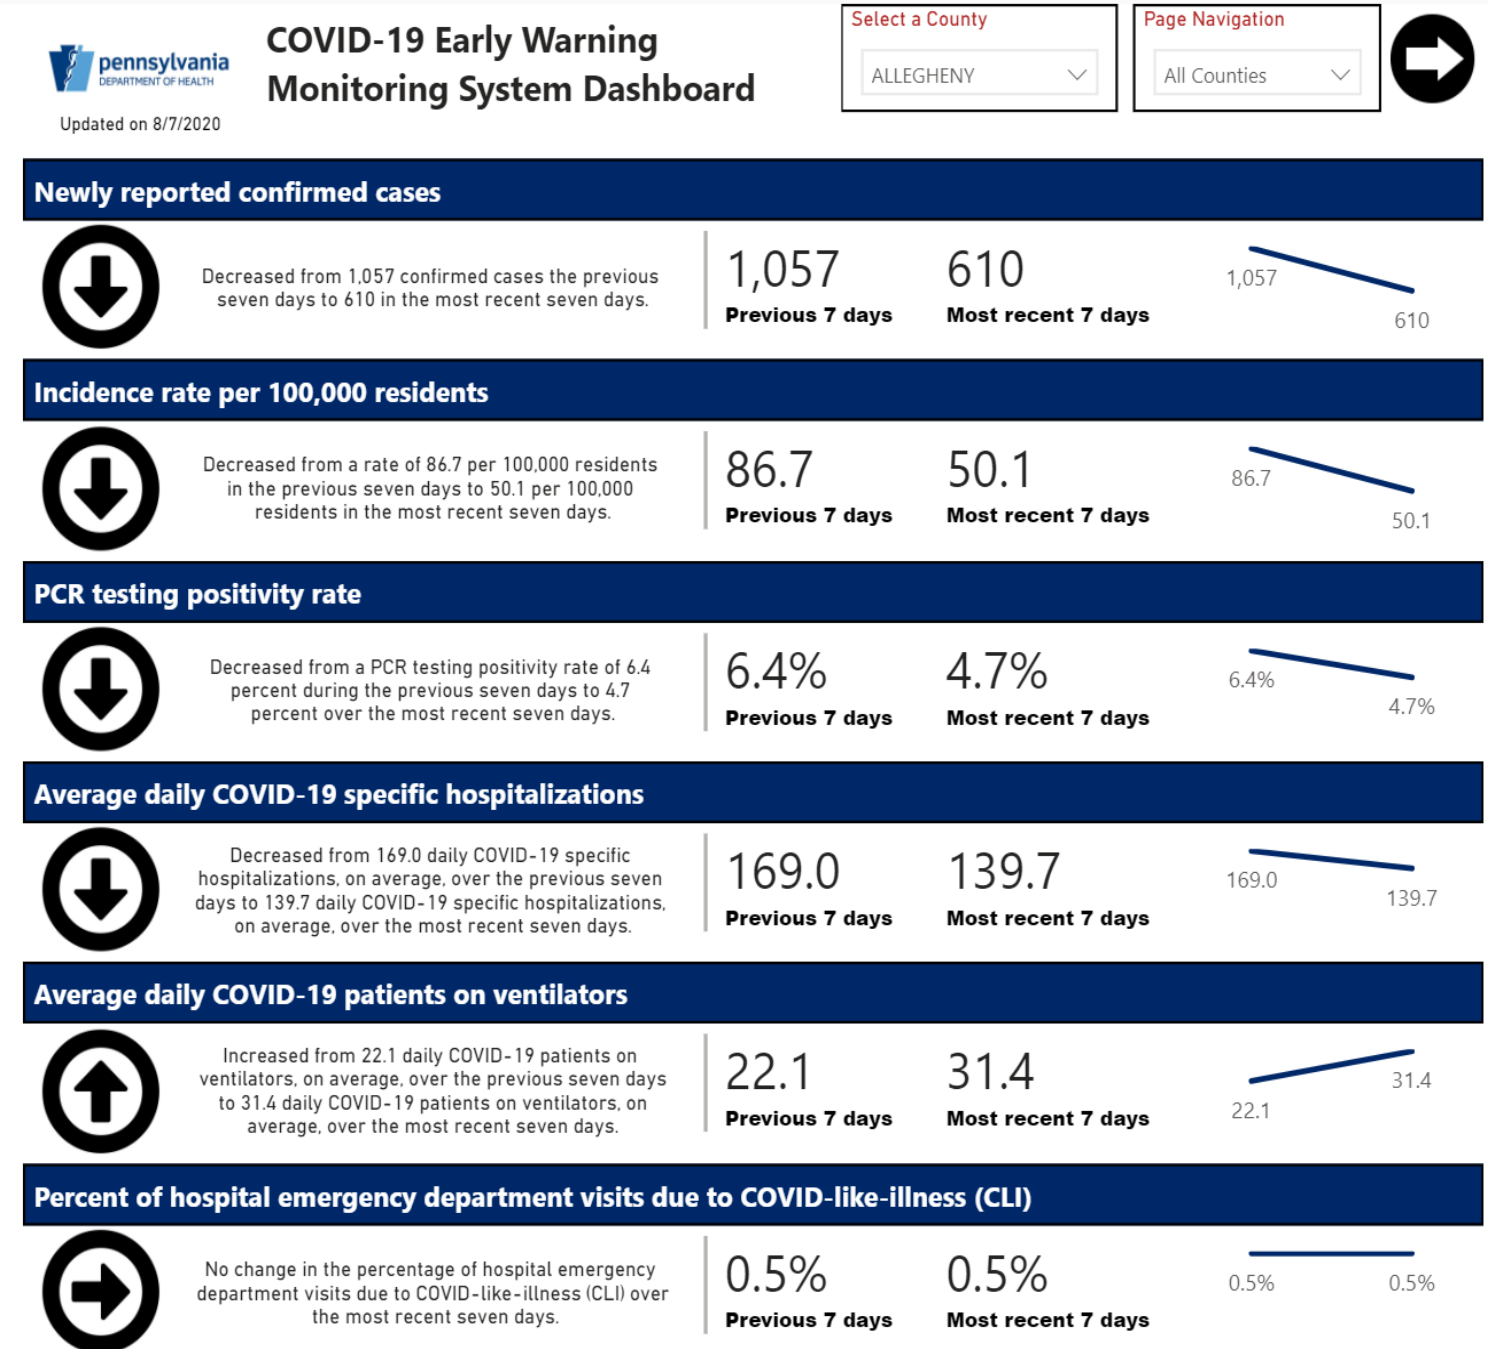 pennsylvania
DEPARTMENT OF HEALTH
Updated on 8/7/2020
COVID-19 Early Warning
Monitoring System Dashboard
Select a County
ALLEGHENY
Page Navigation
All Counties
Newly reported confirmed cases
Decreased from 1,057 confirmed cases the previous
seven days to 610 in the most recent seven days.
1,057
Previous 7 days
610
Most recent 7 days
1,057
610
Incidence rate per 100,000 residents
Decreased from a rate of 86.7 per 100,000 residents
in the previous seven days to 50.1 per 100,000
residents in the most recent seven days.
86.7
Previous 7 days
50.1
Most recent 7 days
86.7
50.1
PCR testing positivity rate
Decreased from a PCR testing positivity rate of 6.4
percent during the previous seven days to 4.7
percent over the most recent seven days.
6.4%
Previous 7 days
4.7%
Most recent 7 days
6.4%
4.7%
Average daily COVID-19 specific hospitalizations
Decreased from 169.0 daily COVID-19 specific
hospitalizations, on average, over the previous seven
days to 139.7 daily COVID-19 specific hospitalizations,
on average, over the most recent seven days.
169.0
Previous 7 days
139.7
Most recent 7 days
169.0
139.7
Average daily COVID-19 patients on ventilators
Increased from 22.1 daily COVID-19 patients on
ventilators, on average, over the previous seven days
to 31.4 daily COVID-19 patients on ventilators, on
average, over the most recent seven days.
22.1
Previous 7 days
31.4
Most recent 7 days
22.1
31.4
Percent of hospital emergency department visits due to COVID-like-illness (CLI)
No change in the percentage of hospital emergency
department visits due to COVID-like-illness (CLI) over
the most recent seven days.
0.5%
Previous 7 days
0.5%
Most recent 7 days
0.5%
0.5%